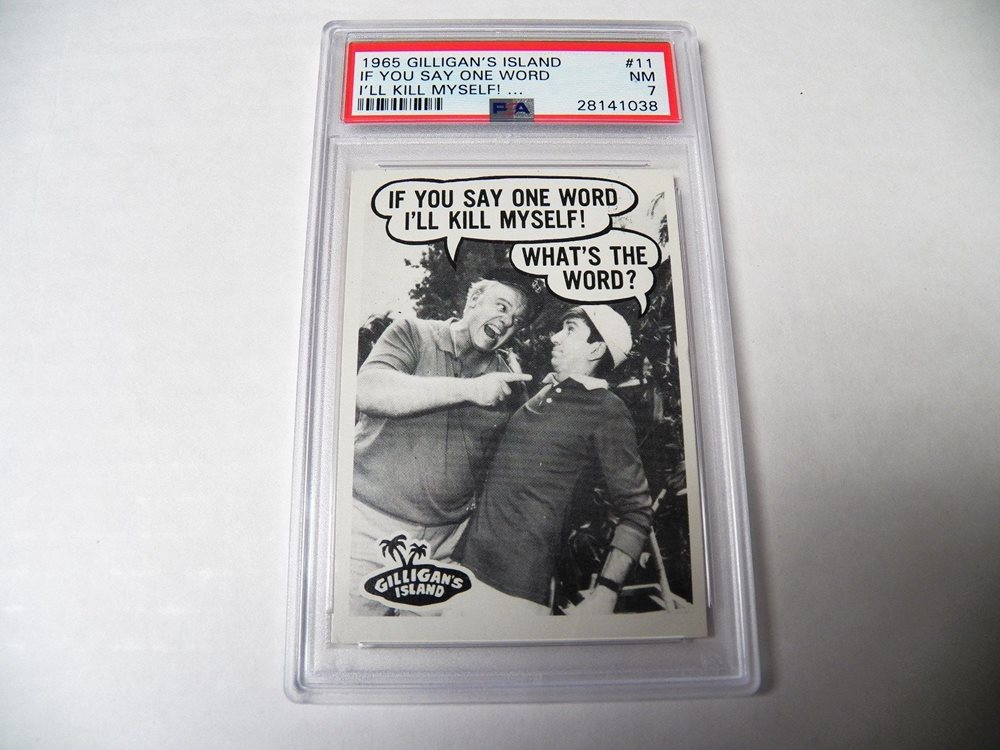 1965 GILLIGAN'S ISLAND #11
IF YOU SAY ONE WORD NM
I'LL KILL MYSELF! ... 7
PSA 28141038
IF YOU SAY ONE WORD
I'LL KILL MYSELF!
WHAT'S THE
WORD?
GILLIGAN'S
ISLAND